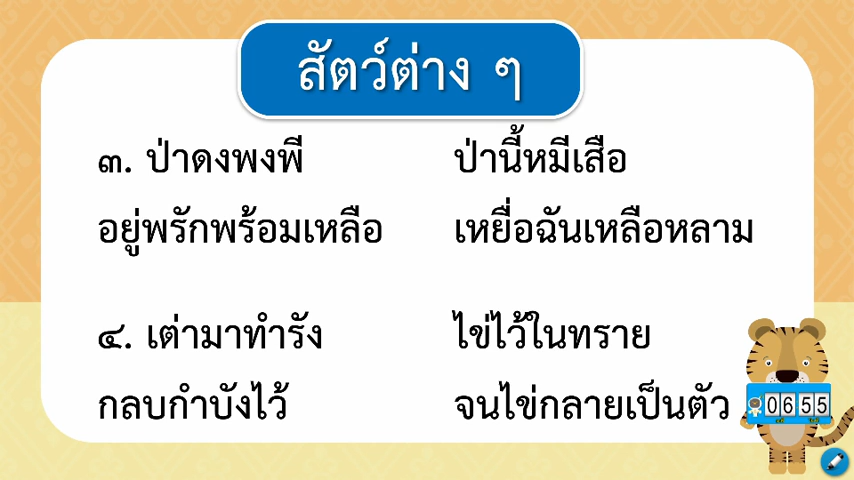 สัตว์ต่าง ๆ
๓. ป่าดงพงพี ป่านี้หมีเสือ
อยู่พรักพร้อมเหลือ เหยื่อฉันเหลือหลาม
๔. เต่ามาทำรัง ไข่ไว้ในทราย
กลบกำบังไว้ จนไข่กลายเป็นตัว
0655